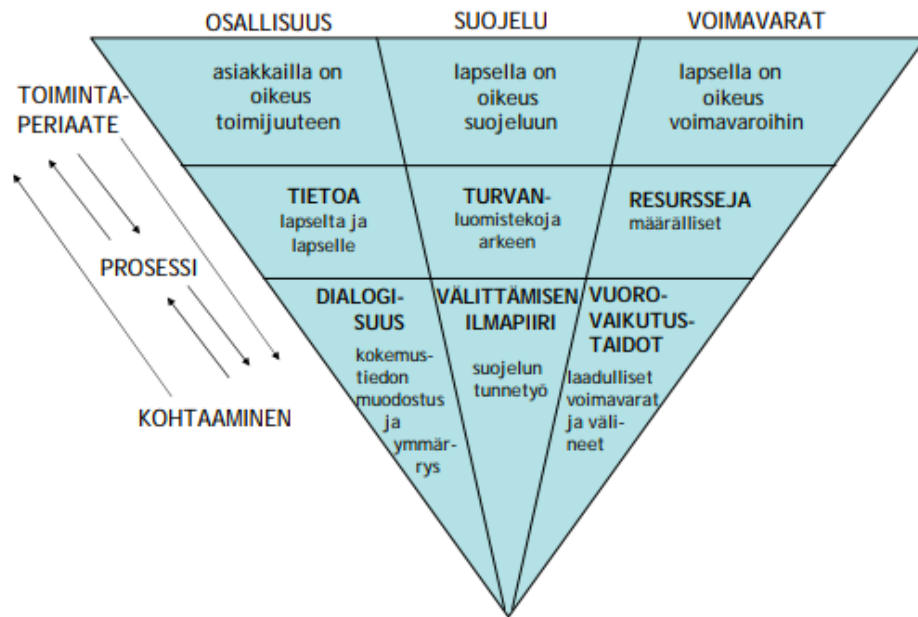 OSALLISUUS
SUOJELU
VOIMAVARAT
TOIMINTA-
PERIAATE
asiakkailla on
oikeus
toimijuuteen
lapsella on
oikeus
suojeluun
lapsella on
oikeus
voimavaroihin
PROSESSI
TIETOA
lapselta ja
lapselle
TURVAN-
luomistekoja
arkeen
RESURSSEJA
määrälliset
KOHTAAMINEN
DIALOGI-
SUUS
kokemus-
tiedon
muodostus
ja
ymmär-
rys
VÄLITTÄMISEN
ILMAPIIRI
suojelun
tunnetyö
VUORO-
VAIKUTUS-
TAIDOT
laadulliset
voimavarat
ja väli-
neet